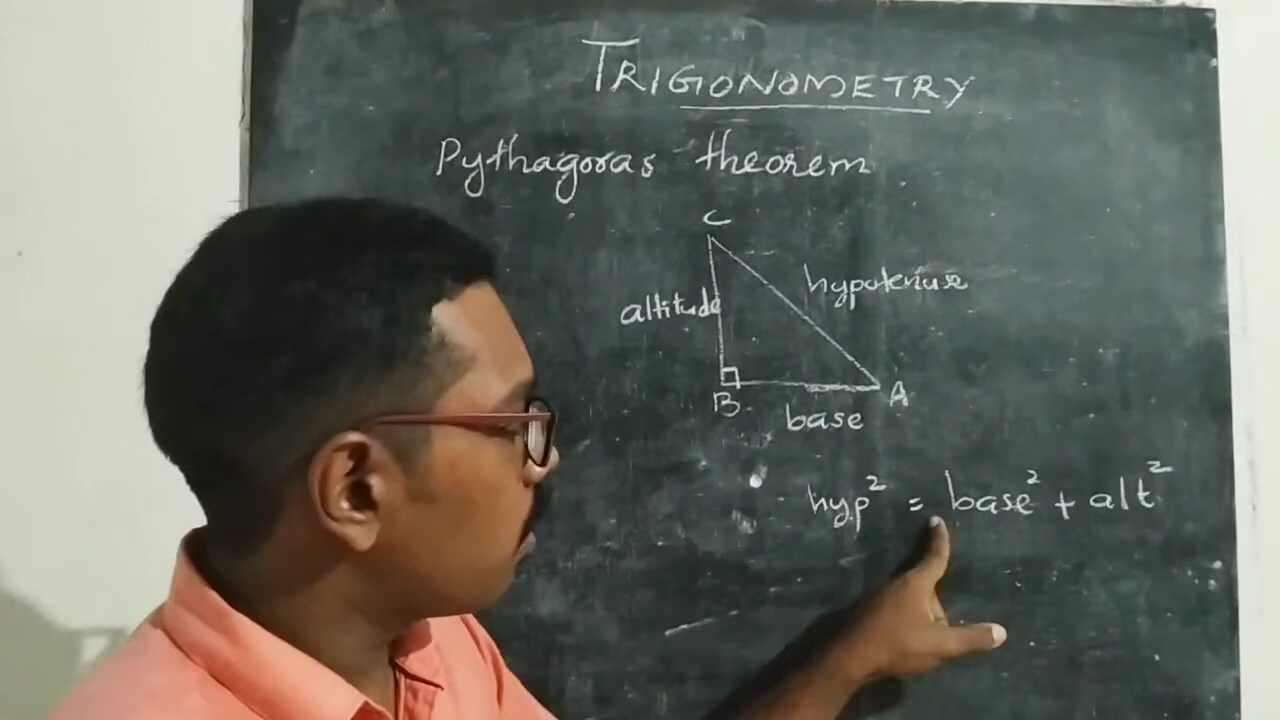 TRIGONOMETRY
Pythagoras theorem
C
altitude
hypotenuse
B
A
base
hyp² = base² + alt²